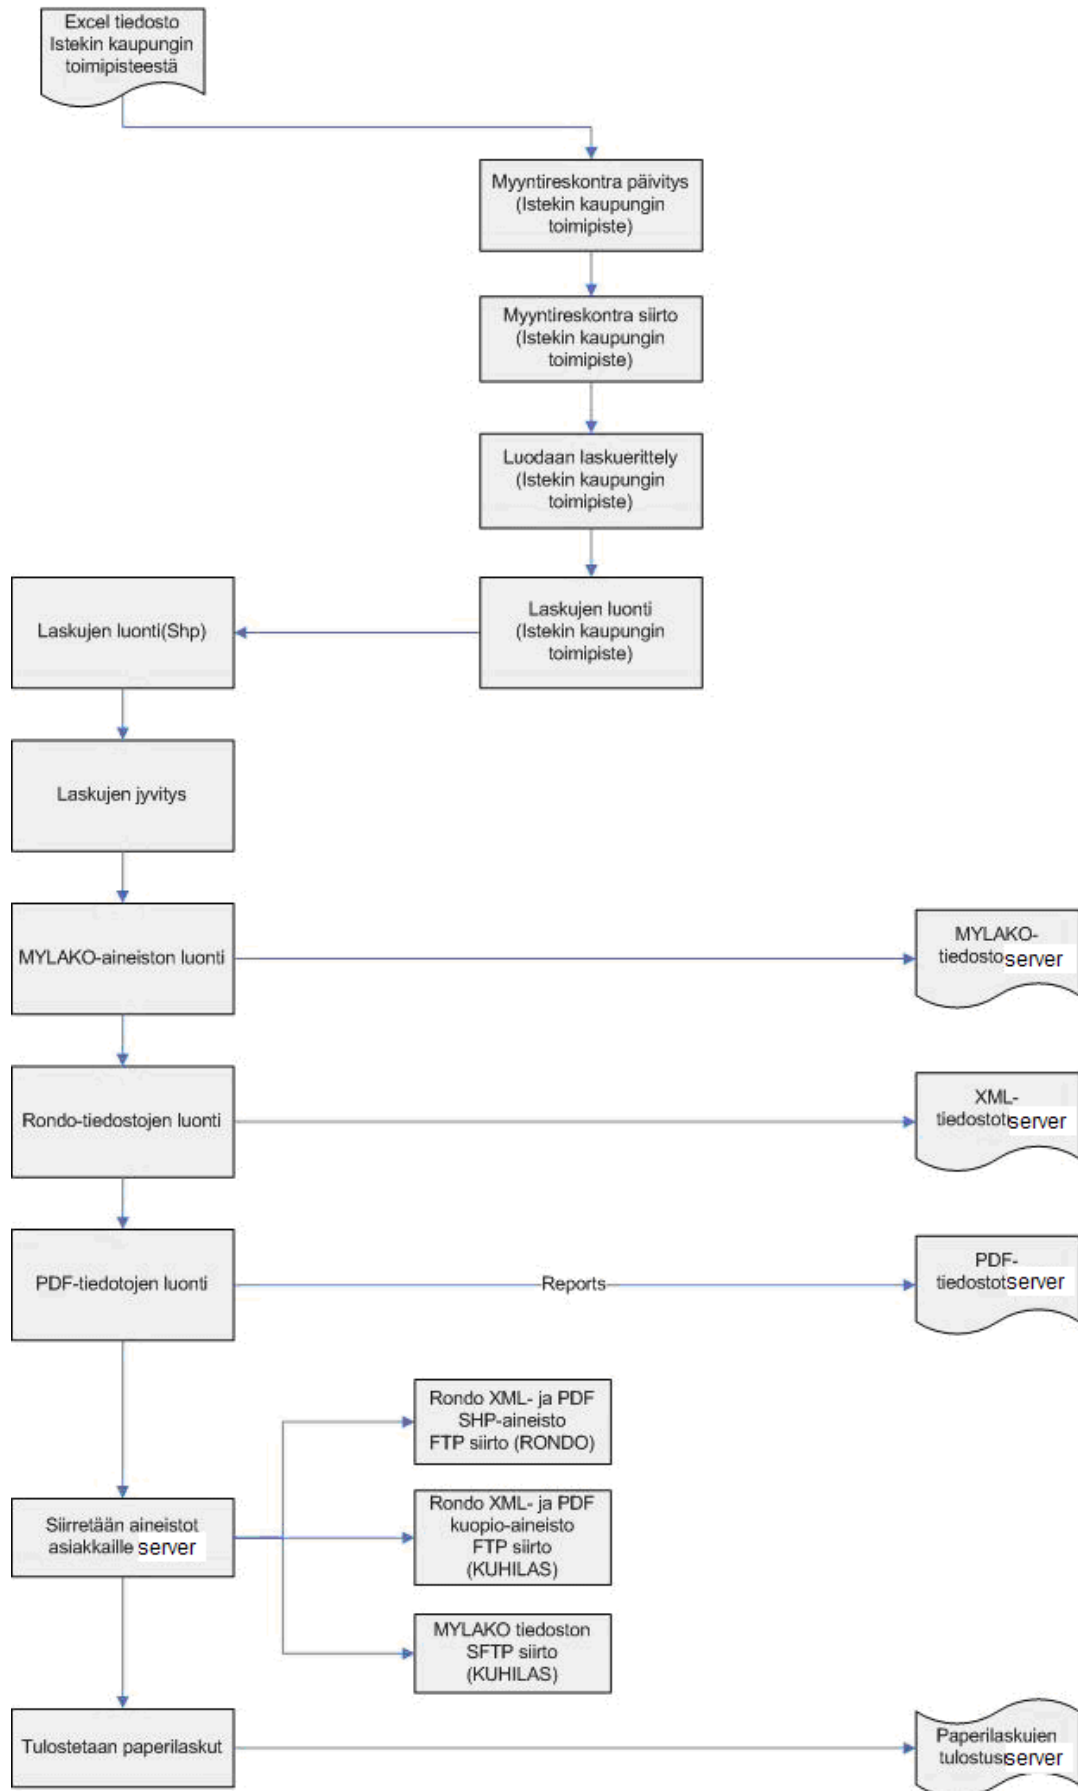 Excel tiedosto
Istekin kaupungin
toimipisteestä
Myyntireskontra päivitys
(Istekin kaupungin
toimipiste)
Myyntireskontra siirto
(Istekin kaupungin
toimipiste)
Luodaan laskuerittely
(Istekin kaupungin
toimipiste)
Laskujen luonti
(Istekin kaupungin
toimipiste)
Laskujen luonti(Shp)
Laskujen jyvitys
MYLAKO-aineiston luonti
MYLAKO-
tiedosto server
Rondo-tiedostojen luonti
XML-
tiedostot server
PDF-tiedotojen luonti
Reports
PDF-
tiedostot server
Rondo XML- ja PDF
SHP-aineisto
FTP siirto (RONDO)
Siirretään aineistot
asiakkaille server
Rondo XML- ja PDF
kuopio-aineisto
FTP siirto
(KUHILAS)
MYLAKO tiedoston
SFTP siirto
(KUHILAS)
Tulostetaan paperilaskut
Paperilaskujen
tulostus server